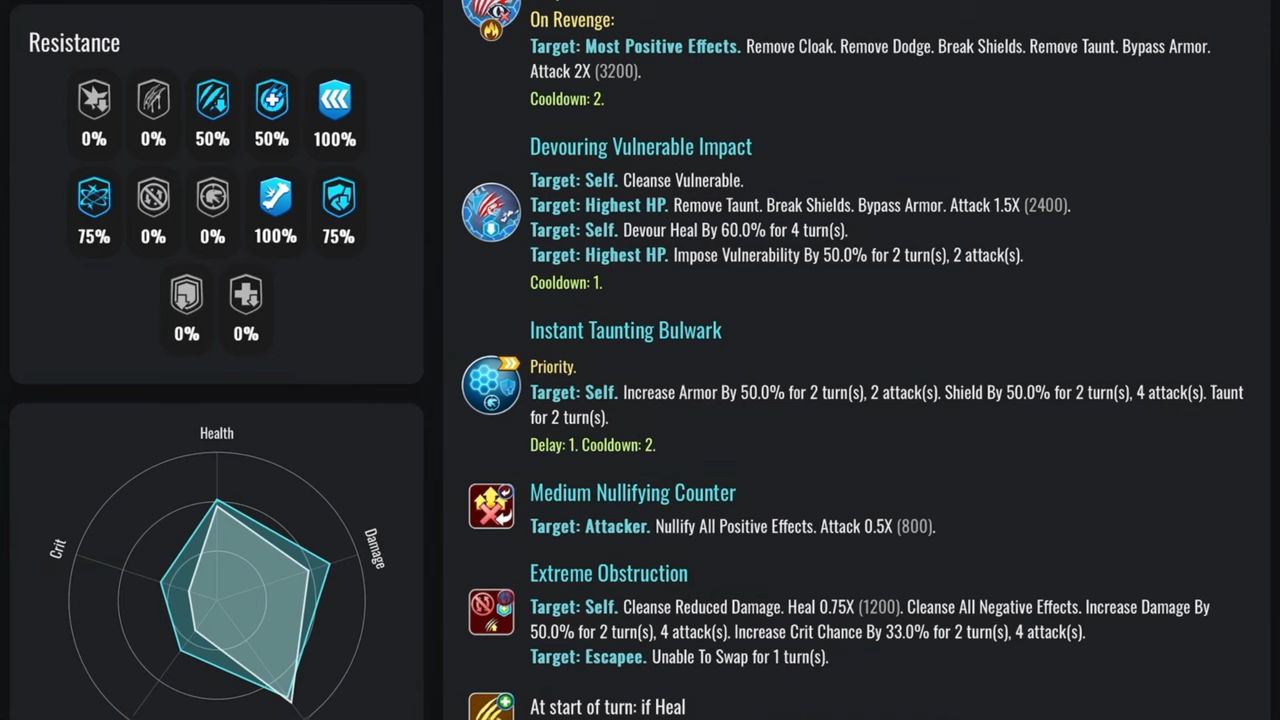 Resistance
0%
0%
50%
50%
100%
75%
0%
0%
100%
75%
0%
0%
Health
Damage
Crit
On Revenge:
Target: Most Positive Effects. Remove Cloak. Remove Dodge. Break Shields. Remove Taunt. Bypass Armor.
Attack 2X (3200).
Cooldown: 2.
Devouring Vulnerable Impact
Target: Self. Cleanse Vulnerable.
Target: Highest HP. Remove Taunt. Break Shields. Bypass Armor. Attack 1.5X (2400).
Target: Self. Devour Heal By 60.0% for 4 turn(s).
Target: Highest HP. Impose Vulnerability By 50.0% for 2 turn(s), 2 attack(s).
Cooldown: 1.
Instant Taunting Bulwark
Priority.
Target: Self. Increase Armor By 50.0% for 2 turn(s), 2 attack(s). Shield By 50.0% for 2 turn(s), 4 attack(s). Taunt
for 2 turn(s).
Delay: 1. Cooldown: 2.
Medium Nullifying Counter
Target: Attacker. Nullify All Positive Effects. Attack 0.5X (800).
Extreme Obstruction
Target: Self. Cleanse Reduced Damage. Heal 0.75X (1200). Cleanse All Negative Effects. Increase Damage By
50.0% for 2 turn(s), 4 attack(s). Increase Crit Chance By 33.0% for 2 turn(s), 4 attack(s).
Target: Escapee. Unable To Swap for 1 turn(s).
At start of turn: if Heal